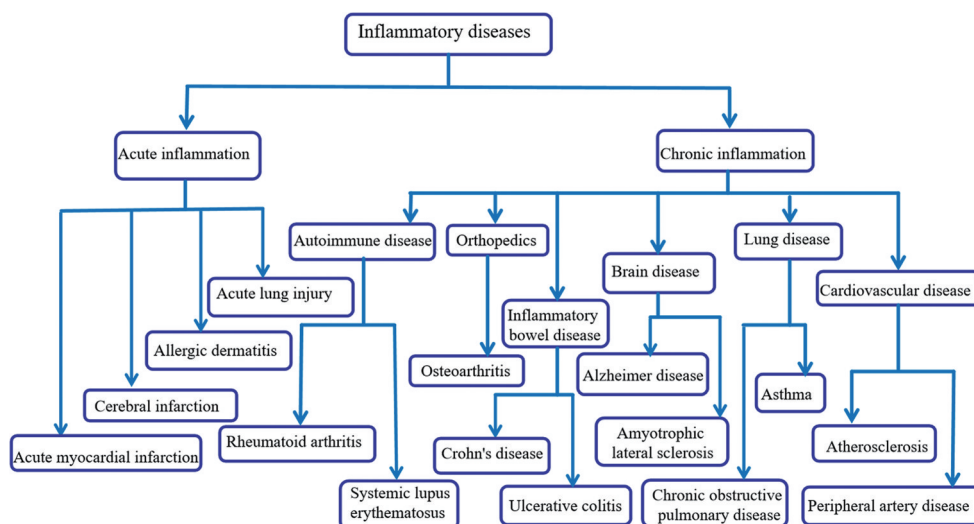 Inflammatory diseases
Acute inflammation
Chronic inflammation
Autoimmune disease
Orthopedics
Lung disease
Brain disease
Cardiovascular disease
Acute lung injury
Inflammatory
bowel disease
Allergic dermatitis
Osteoarthritis
Alzheimer disease
Asthma
Cerebral infarction
Rheumatoid arthritis
Amyotrophic
lateral sclerosis
Atherosclerosis
Acute myocardial infarction
Crohn's disease
Systemic lupus
erythematosus
Ulcerative colitis
Chronic obstructive
pulmonary disease
Peripheral artery disease